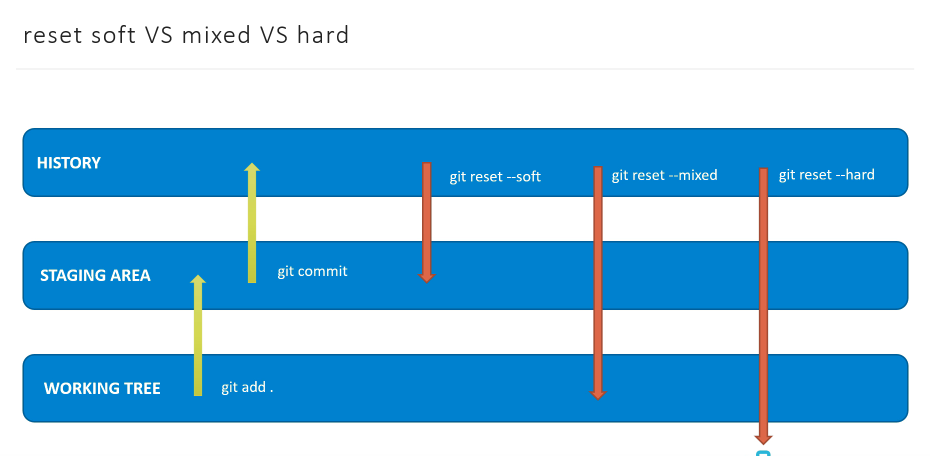 reset soft VS mixed VS hard
HISTORY
git reset --soft
git reset --mixed
git reset --hard
STAGING AREA
git commit
WORKING TREE
git add .